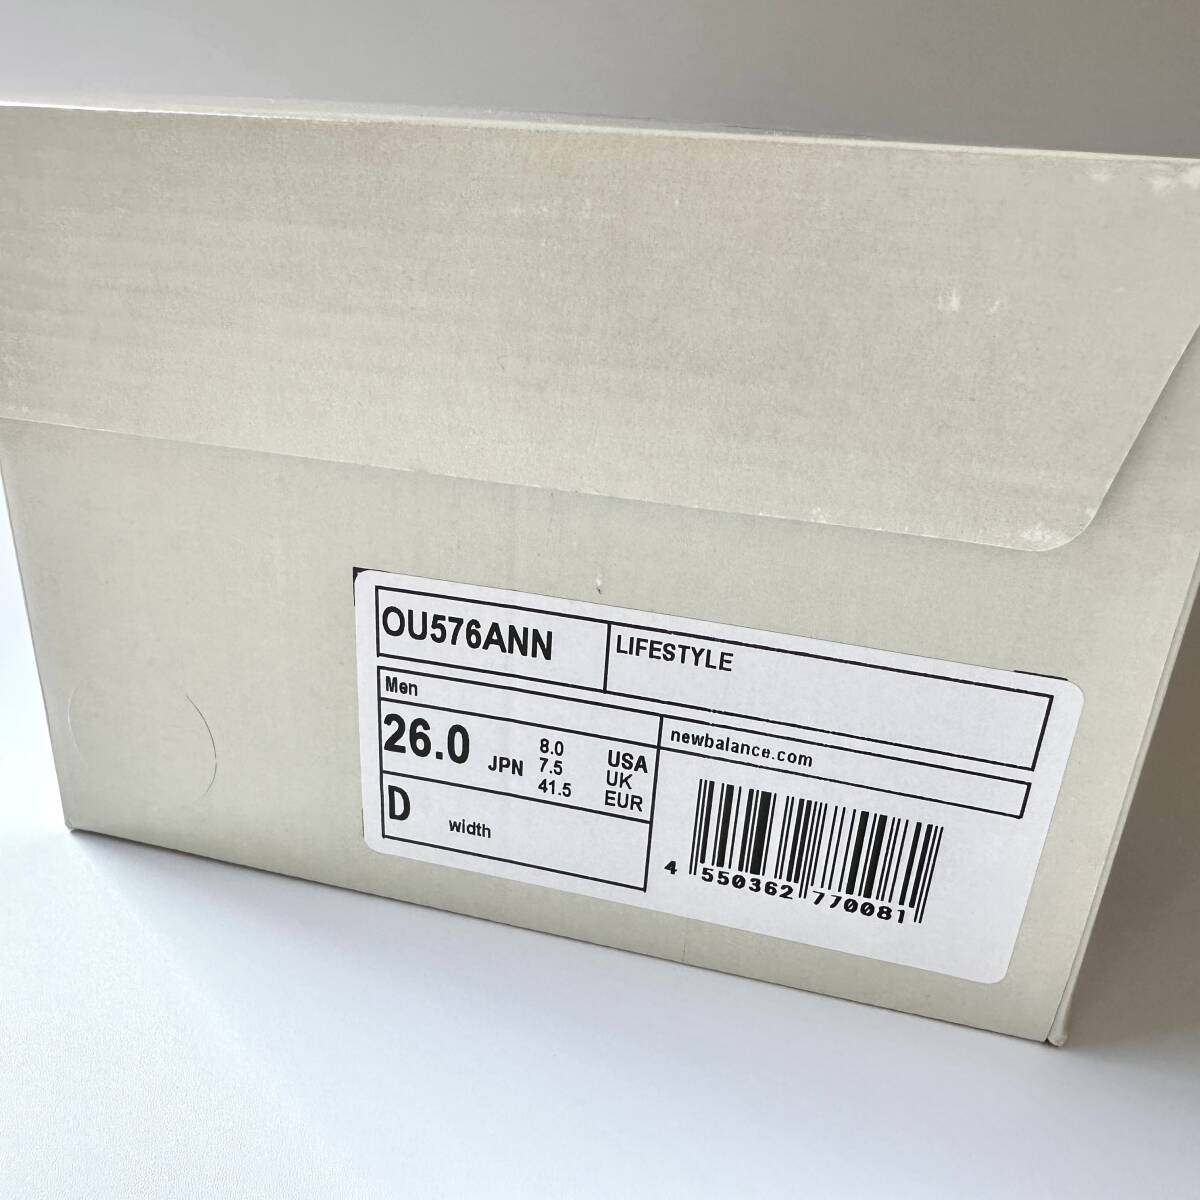 OU576ANN
LIFESTYLE
Men
26.0 JPN
8.0 USA
7.5 UK
41.5 EUR
D width
newbalance.com
4 550362 770081